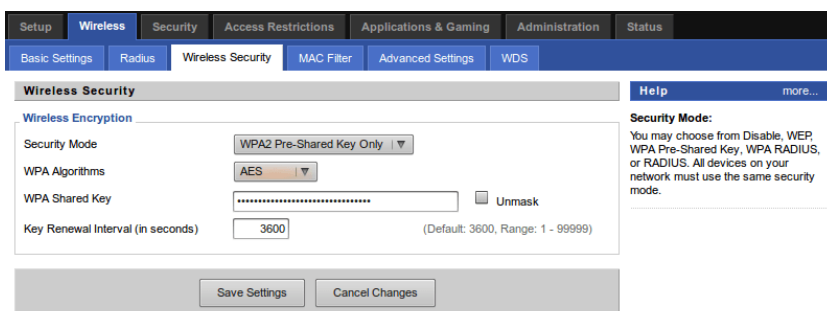 Setup Wireless Security Access Restrictions Applications & Gaming Administration Status
Basic Settings Radius Wireless Security MAC Filter Advanced Settings WDS
Wireless Security
Help more...
Wireless Encryption
Security Mode:
Security Mode WPA2 Pre-Shared Key Only
You may choose from Disable, WEP,
WPA Pre-Shared Key, WPA RADIUS,
or RADIUS. All devices on your
network must use the same security
mode.
WPA Algorithms AES
WPA Shared Key •••••••••••••••••••••••••••••••• Unmask
Key Renewal Interval (in seconds) 3600 (Default: 3600, Range: 1 - 99999)
Save Settings Cancel Changes